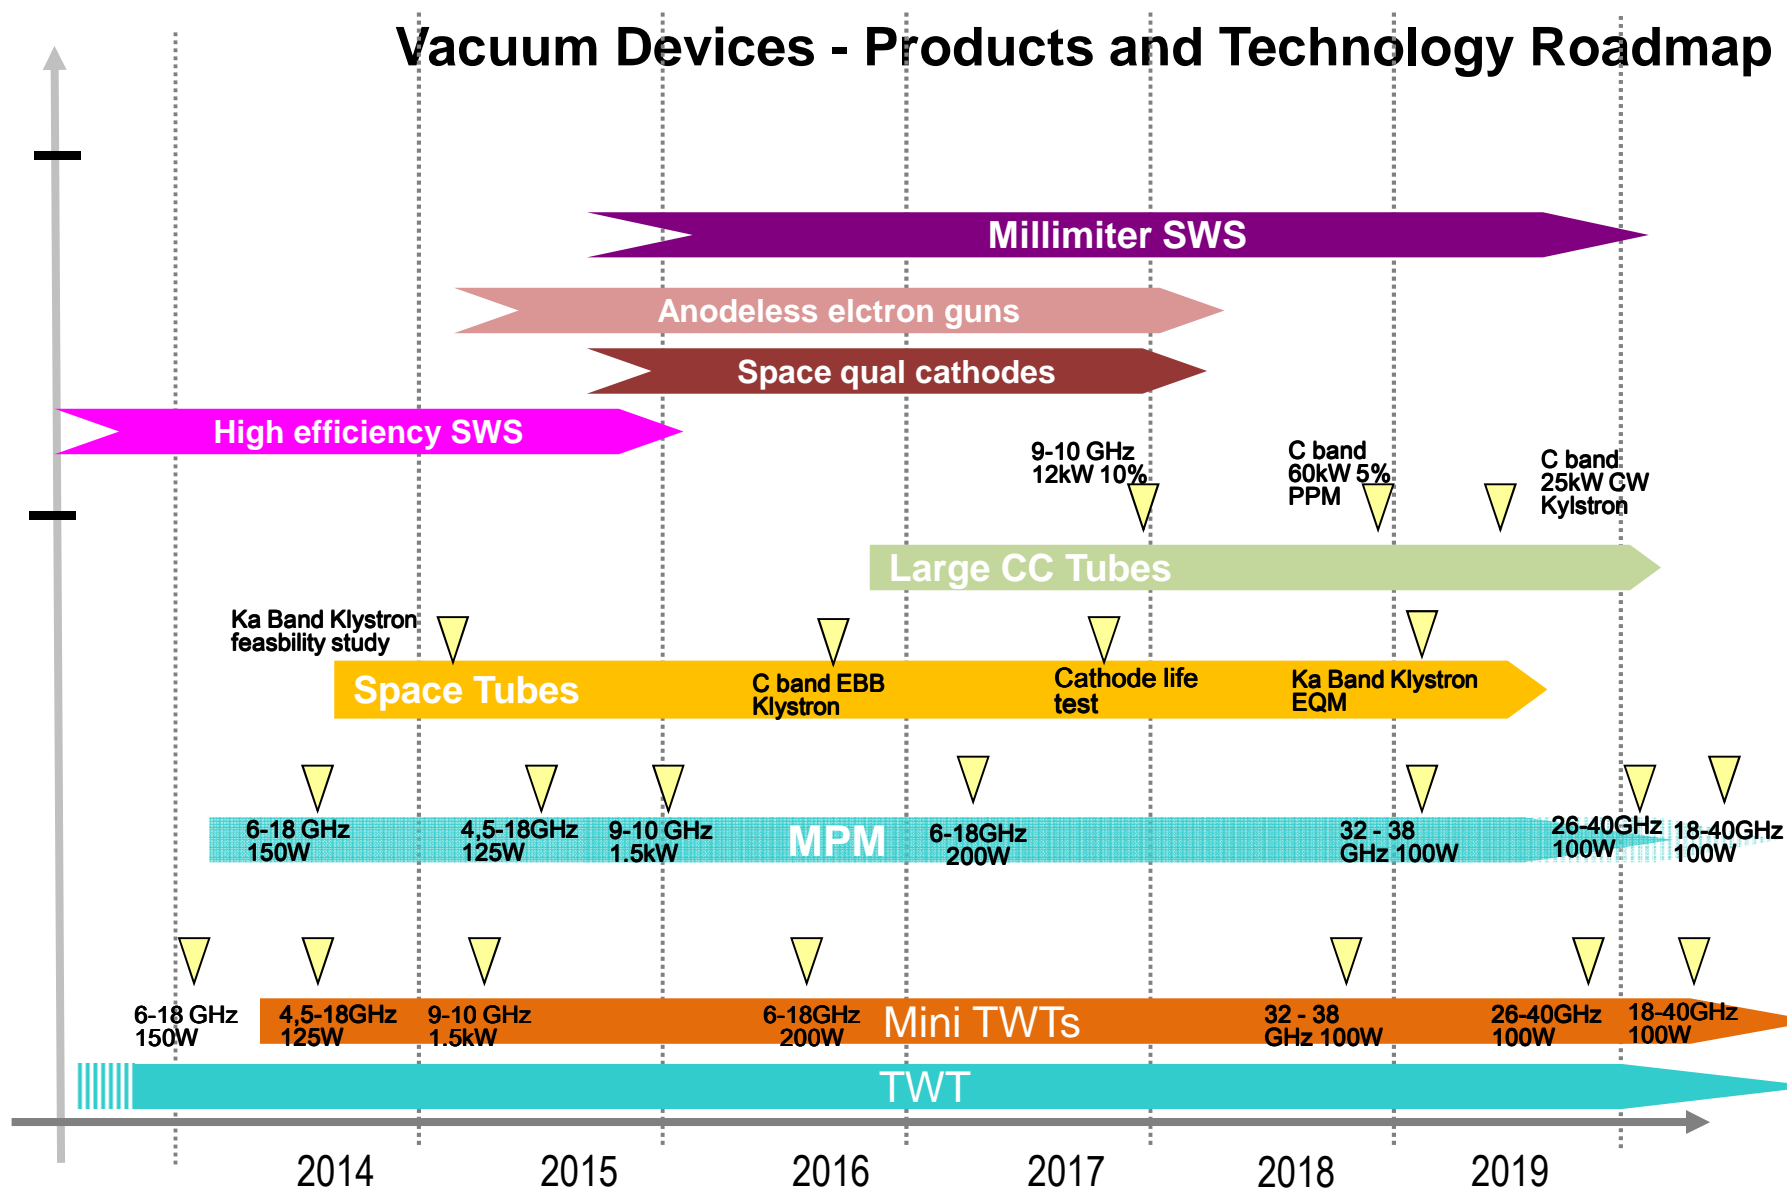 Vacuum Devices - Products and Technology Roadmap
Millimiter SWS
Anodeless elctron guns
Space qual cathodes
High efficiency SWS
9-10 GHz
12kW 10%
C band
60kW 5%
PPM
C band
25kW CW
Kylstron
Large CC Tubes
Ka Band Klystron
feasbility study
Space Tubes
C band EBB
Klystron
Cathode life
test
Ka Band Klystron
EQM
6-18 GHz
150W
4,5-18GHz
125W
9-10 GHz
1.5kW
MPM
6-18GHz
200W
32 - 38
GHz 100W
26-40GHz
100W
18-40GHz
100W
6-18 GHz
150W
4,5-18GHz
125W
9-10 GHz
1.5kW
6-18GHz
200W
Mini TWTs
32 - 38
GHz 100W
26-40GHz
100W
18-40GHz
100W
TWT
2014
2015
2016
2017
2018
2019